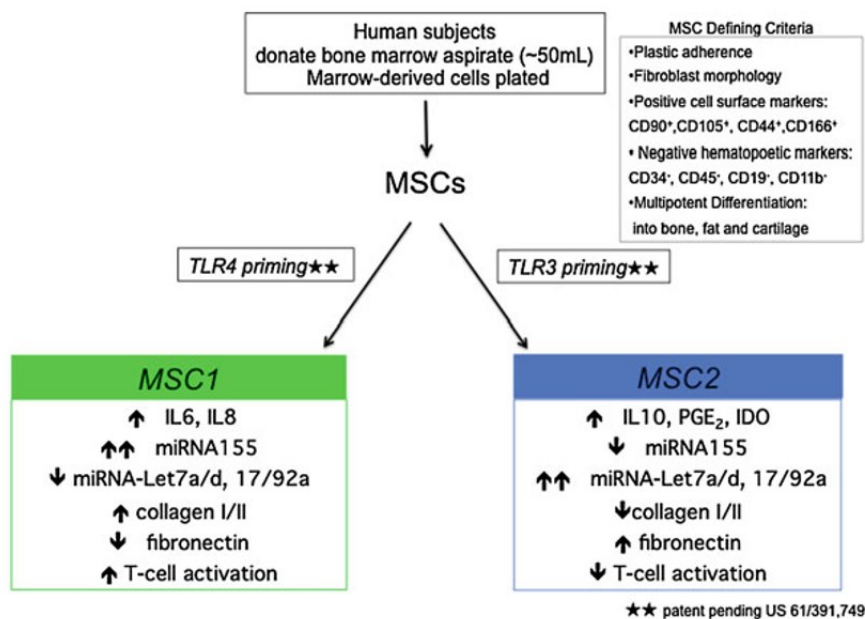 Human subjects
donate bone marrow aspirate (~50mL)
Marrow-derived cells plated
MSC Defining Criteria
•Plastic adherence
•Fibroblast morphology
•Positive cell surface markers:
CD90⁺,CD105⁺, CD44⁺,CD166⁺
• Negative hematopoetic markers:
CD34⁻, CD45⁻, CD19⁻, CD11b⁻
•Multipotent Differentiation:
into bone, fat and cartilage
MSCs
TLR4 priming★★
TLR3 priming★★
MSC1
↑ IL6, IL8
↑↑ miRNA155
↓ miRNA-Let7a/d, 17/92a
↑ collagen I/II
↓ fibronectin
↑ T-cell activation
MSC2
↑ IL10, PGE₂, IDO
↓ miRNA155
↑↑ miRNA-Let7a/d, 17/92a
↓collagen I/II
↑ fibronectin
↓ T-cell activation
★★ patent pending US 61/391,749